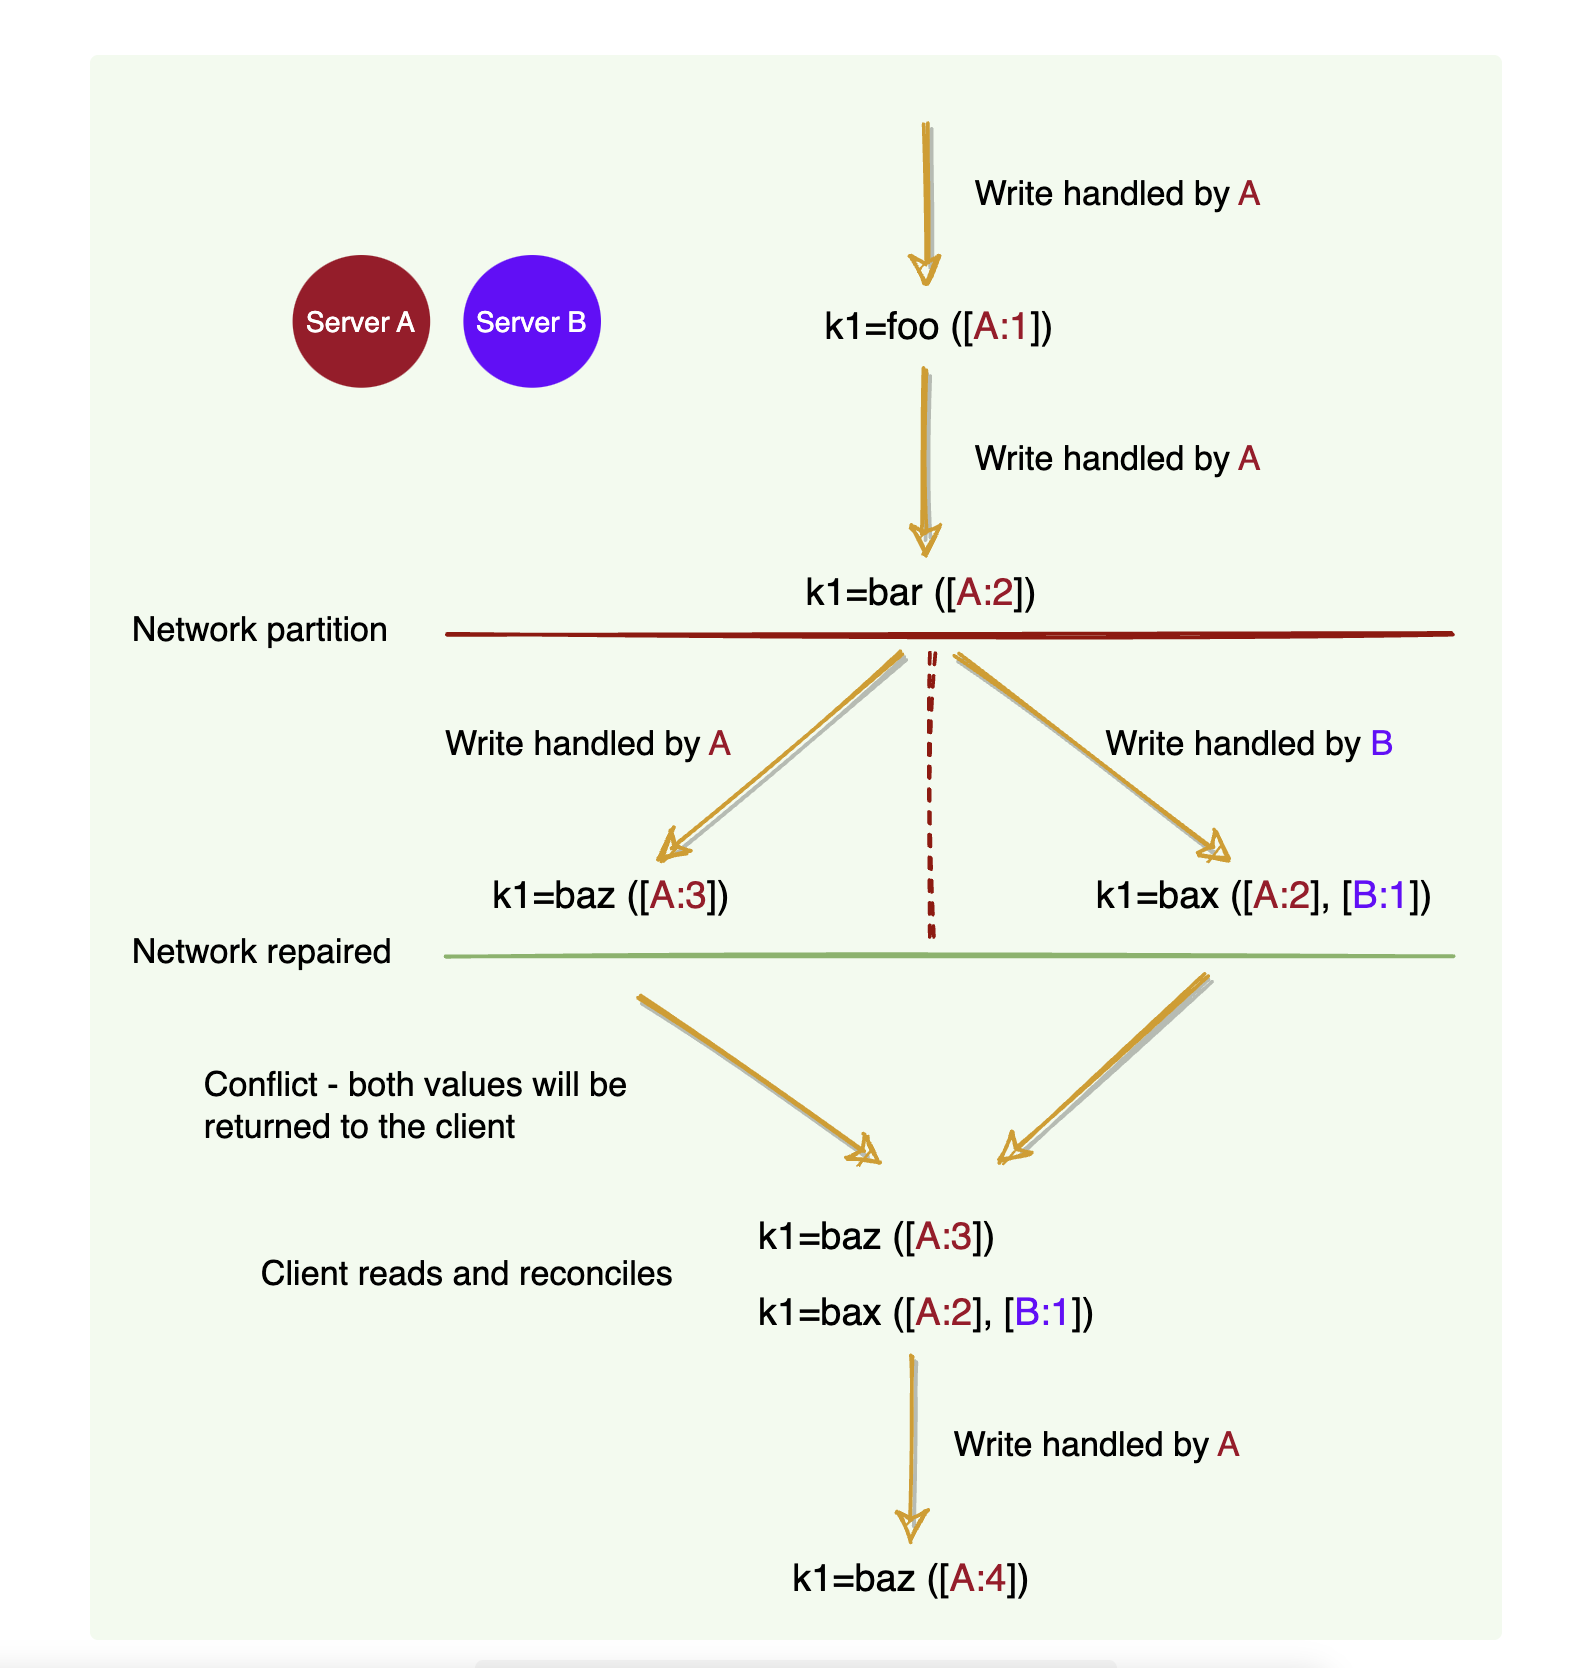 Write handled by A
Server A
Server B
k1=foo ([A:1])
Write handled by A
k1=bar ([A:2])
Network partition
Write handled by A
Write handled by B
k1=baz ([A:3])
k1=bax ([A:2], [B:1])
Network repaired
Conflict - both values will be
returned to the client
k1=baz ([A:3])
Client reads and reconciles
k1=bax ([A:2], [B:1])
Write handled by A
k1=baz ([A:4])